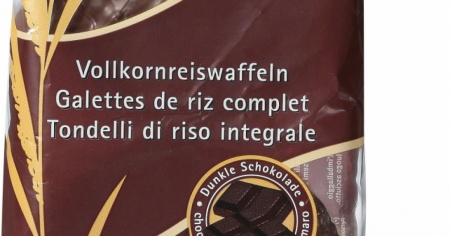 Vollkornreiswaffeln
Galettes de riz complet
Tondelli di riso integrale
• Dunkle Schokolade •